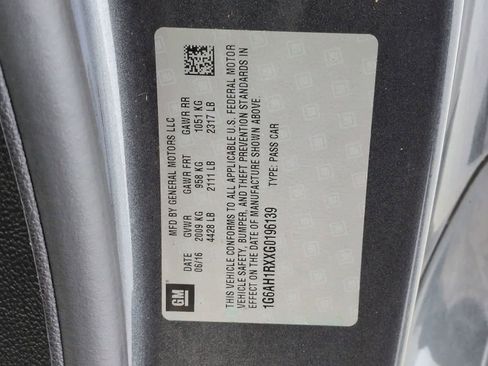 MFD BY GENERAL MOTORS LLC
DATE GVWR GAWR FRT GAWR RR
06/16 2009 KG 958 KG 1051 KG
4428 LB 2111 LB 2317 LB
THIS VEHICLE CONFORMS TO ALL APPLICABLE U.S. FEDERAL MOTOR
VEHICLE SAFETY, BUMPER, AND THEFT PREVENTION STANDARDS IN
EFFECT ON THE DATE OF MANUFACTURE SHOWN ABOVE.
1G6AH1RXXG0196139 TYPE: PASS CAR
GM